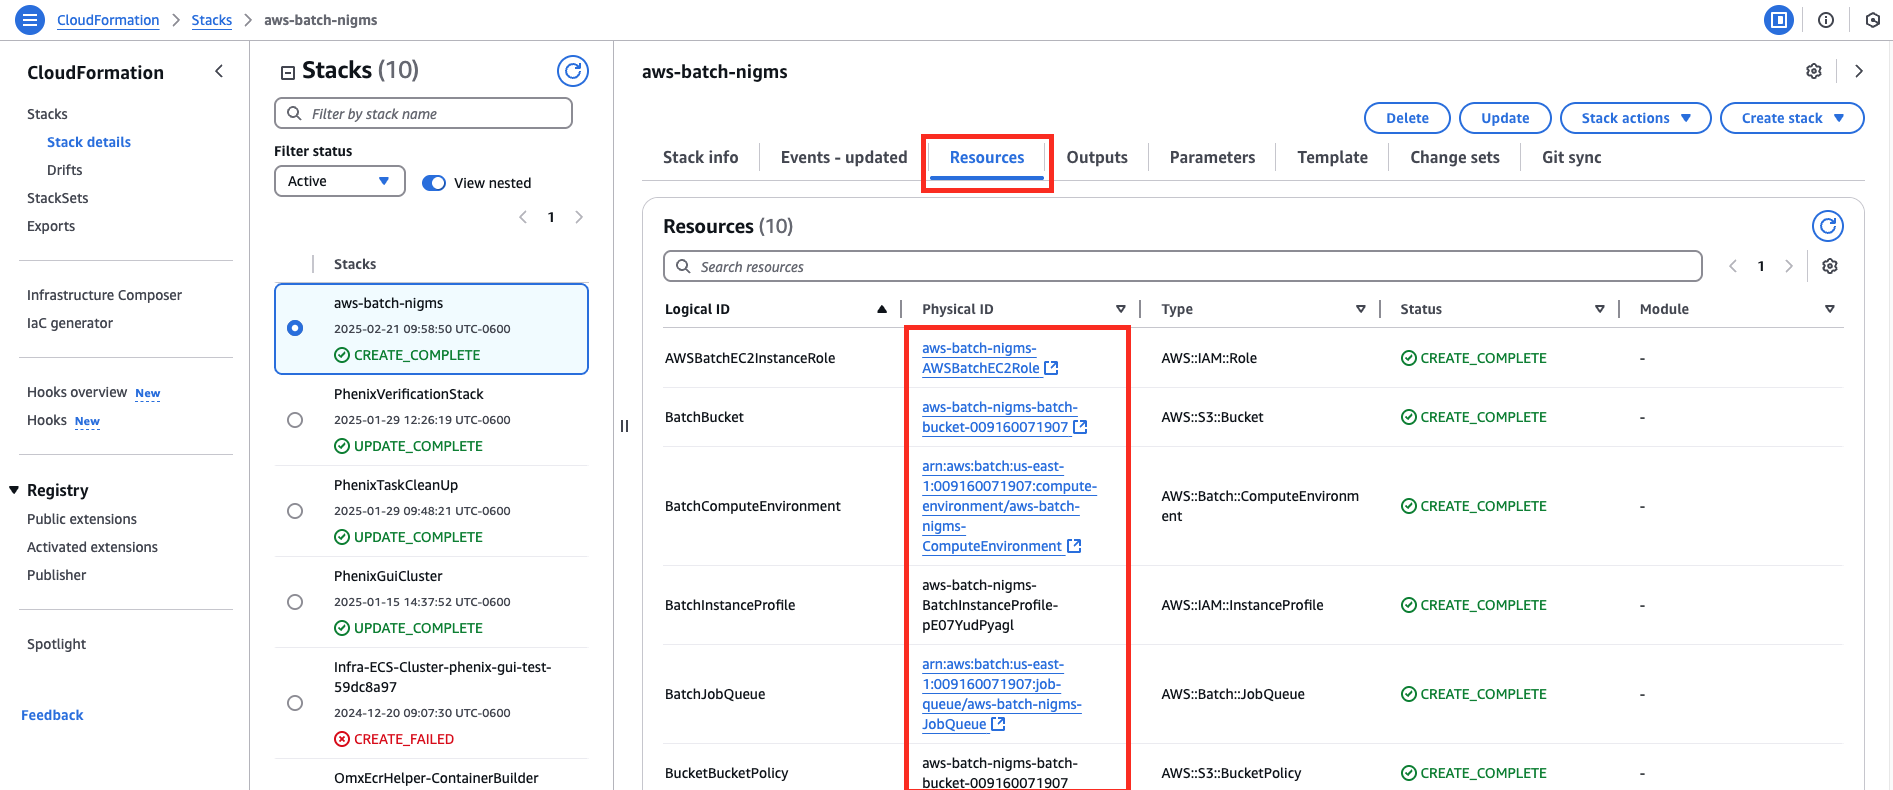 CloudFormation > Stacks > aws-batch-nigms
CloudFormation
Stacks
Stack details
Drifts
StackSets
Exports
Infrastructure Composer
IaC generator
Hooks overview New
Hooks New
Registry
Public extensions
Activated extensions
Publisher
Spotlight
Feedback
Stacks (10)
Filter by stack name
Filter status
Active
View nested
1
Stacks
aws-batch-nigms
2025-02-21 09:58:50 UTC-0600
CREATE_COMPLETE
PhenixVerificationStack
2025-01-29 12:26:19 UTC-0600
UPDATE_COMPLETE
PhenixTaskCleanUp
2025-01-29 09:48:21 UTC-0600
UPDATE_COMPLETE
PhenixGuiCluster
2025-01-15 14:37:52 UTC-0600
UPDATE_COMPLETE
Infra-ECS-Cluster-phenix-gui-test-
59dc8a97
2024-12-20 09:07:30 UTC-0600
CREATE_FAILED
OmxEcrHelper-ContainerBuilder
aws-batch-nigms
Delete Update Stack actions Create stack
Stack info Events - updated Resources Outputs Parameters Template Change sets Git sync
Resources (10)
Search resources
1
Logical ID Physical ID Type Status Module
AWSBatchEC2InstanceRole
aws-batch-nigms-
AWSBatchEC2Role
AWS::IAM::Role
CREATE_COMPLETE
-
BatchBucket
aws-batch-nigms-batch-
bucket-009160071907
AWS::S3::Bucket
CREATE_COMPLETE
-
BatchComputeEnvironment
arn:aws:batch:us-east-
1:009160071907:compute-
environment/aws-batch-
nigms-
ComputeEnvironment
AWS::Batch::ComputeEnvironm
ent
CREATE_COMPLETE
-
BatchInstanceProfile
aws-batch-nigms-
BatchInstanceProfile-
pE07YudPyagl
AWS::IAM::InstanceProfile
CREATE_COMPLETE
-
BatchJobQueue
arn:aws:batch:us-east-
1:009160071907:job-
queue/aws-batch-nigms-
JobQueue
AWS::Batch::JobQueue
CREATE_COMPLETE
-
BucketBucketPolicy
aws-batch-nigms-batch-
bucket-009160071907
AWS::S3::BucketPolicy
CREATE_COMPLETE
-